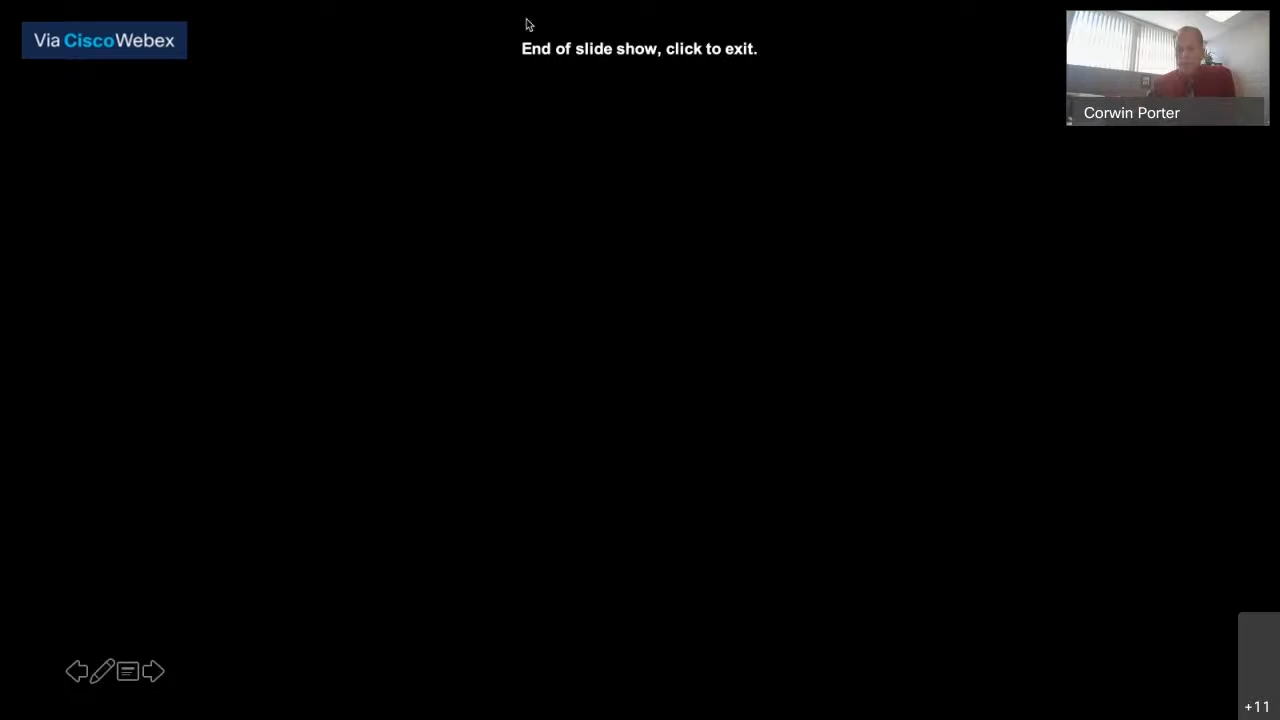 Via CiscoWebex
End of slide show, click to exit.
Corwin Porter
+11